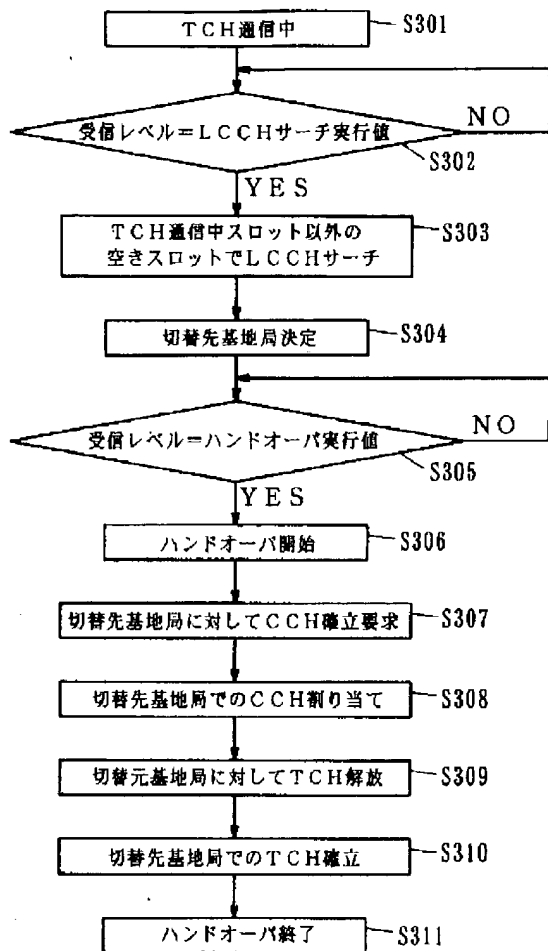 TCH通信中
S301
受信レベル=LCCHサーチ実行値
NO
S302
YES
TCH通信中スロット以外の
空きスロットでLCCHサーチ
S303
切替先基地局決定
S304
受信レベル=ハンドオーバ実行値
NO
S305
YES
ハンドオーバ開始
S306
切替先基地局に対してCCH確立要求
S307
切替先基地局でのCCH割り当て
S308
切替元基地局に対してTCH解放
S309
切替先基地局でのTCH確立
S310
ハンドオーバ終了
S311